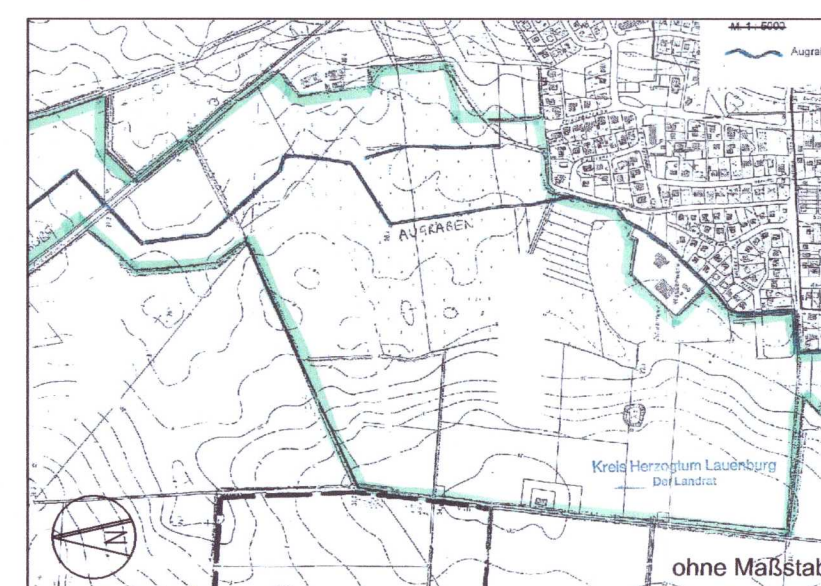 M. 1 : 5000
Augra
AUGRABEN
Kreis Herzogtum Lauenburg
Der Landrat
N
ohne Maßstab